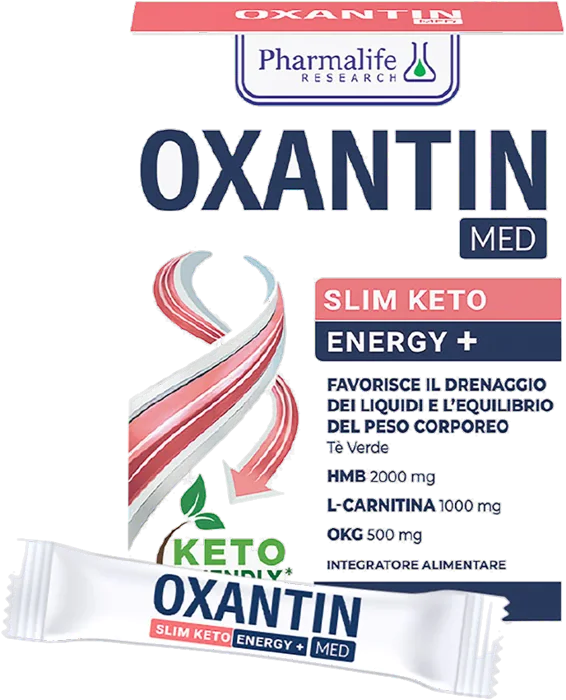 OXANTIN
MED
Pharmalife
RESEARCH
OXANTIN
MED
SLIM KETO
ENERGY +
FAVORISCE IL DRENAGGIO
DEI LIQUIDI E L'EQUILIBRIO
DEL PESO CORPOREO
Tè Verde
HMB 2000 mg
L-CARNITINA 1000 mg
OKG 500 mg
KETO
INTEGRATORE ALIMENTARE
OXANTIN
SLIM KETO ENERGY + MED